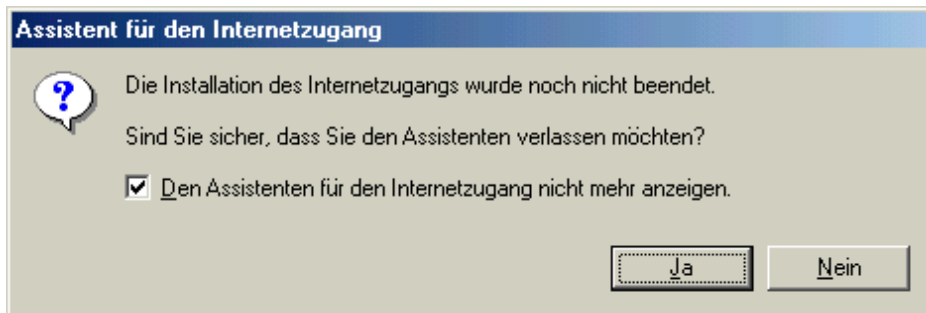 Assistent für den Internetzugang
Die Installation des Internetzugangs wurde noch nicht beendet.
Sind Sie sicher, dass Sie den Assistenten verlassen möchten?
Den Assistenten für den Internetzugang nicht mehr anzeigen.
Ja Nein